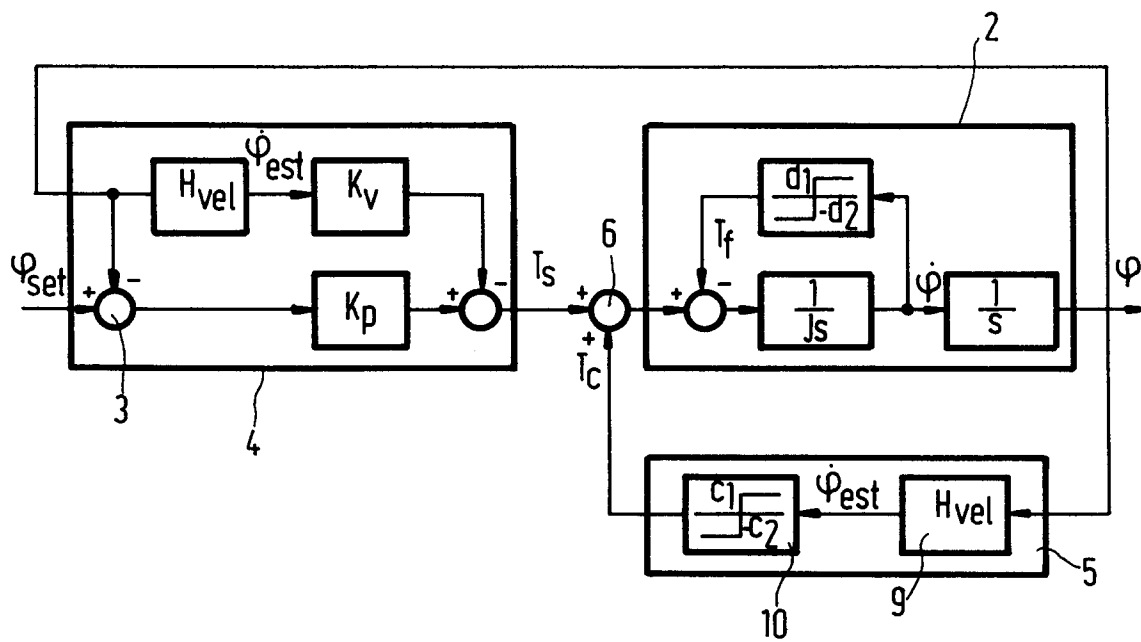 2
φ̇est
Hvel
Kv
d1
-d2
6
Tf
φset
+
-
Kp
+
-
Ts
+
+
-
1
Js
φ̇
1
s
φ
+
Tc
3
4
c1
-c2
φ̇est
Hvel
5
10
9